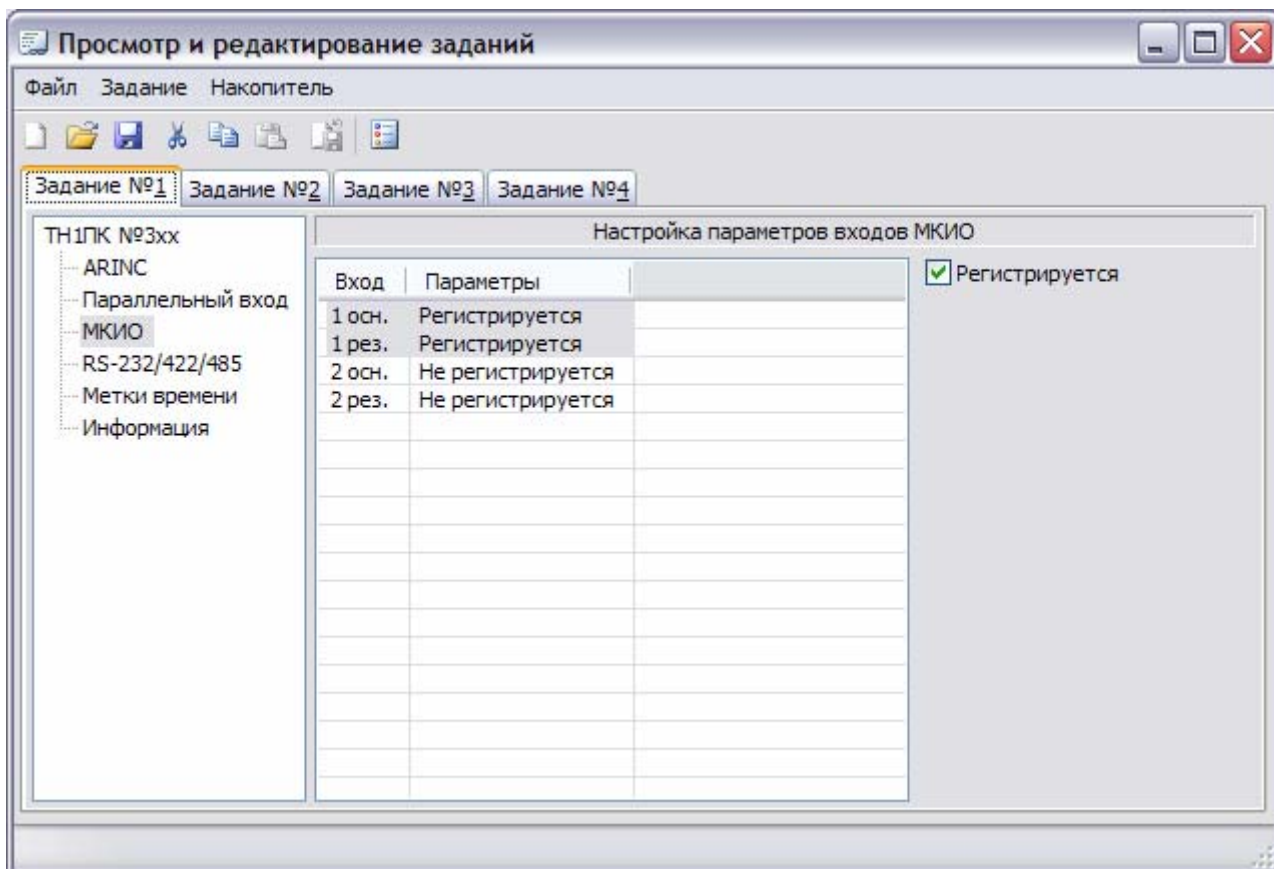 Просмотр и редактирование заданий
Файл Задание Накопитель
Задание №1 Задание №2 Задание №3 Задание №4
ТН1ПК №3хх
ARINC
Параллельный вход
МКИО
RS-232/422/485
Метки времени
Информация
Настройка параметров входов МКИО
Вход Параметры
1 осн. Регистрируется
1 рез. Регистрируется
2 осн. Не регистрируется
2 рез. Не регистрируется
Регистрируется